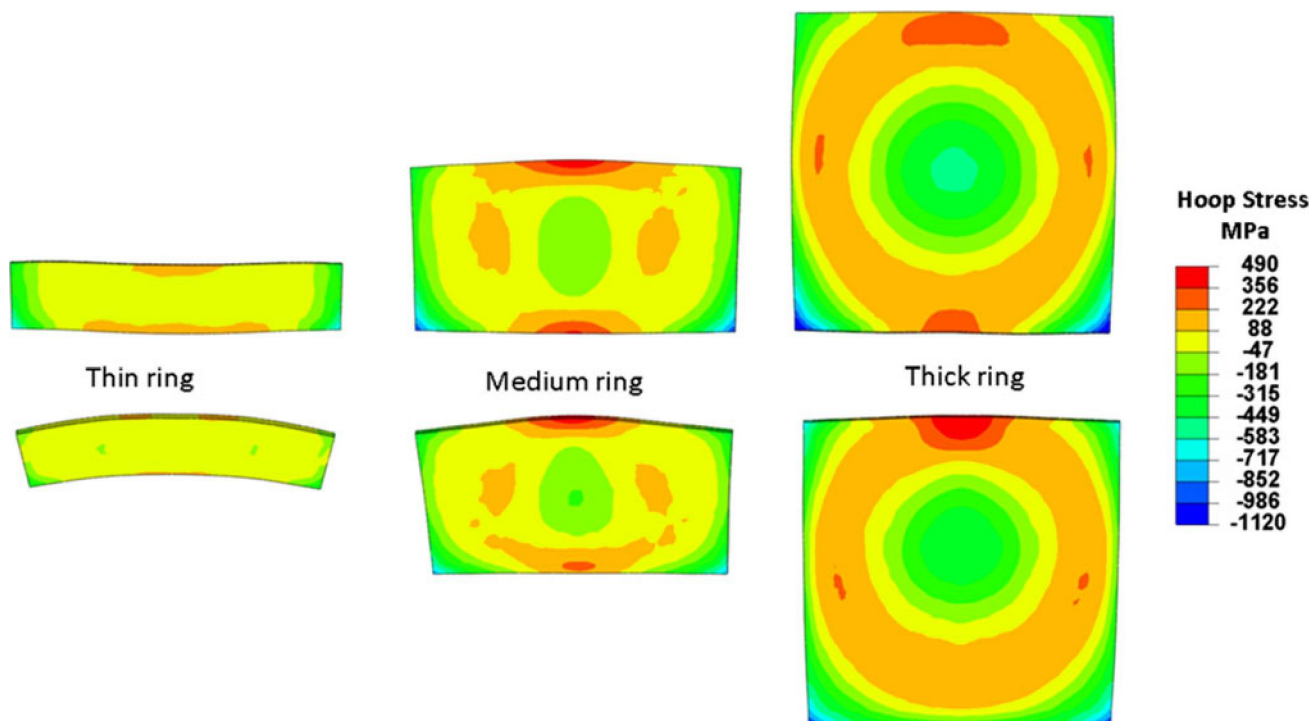 Thin ring
Medium ring
Thick ring
Hoop Stress
MPa
490
356
222
88
-47
-181
-315
-449
-583
-717
-852
-986
-1120